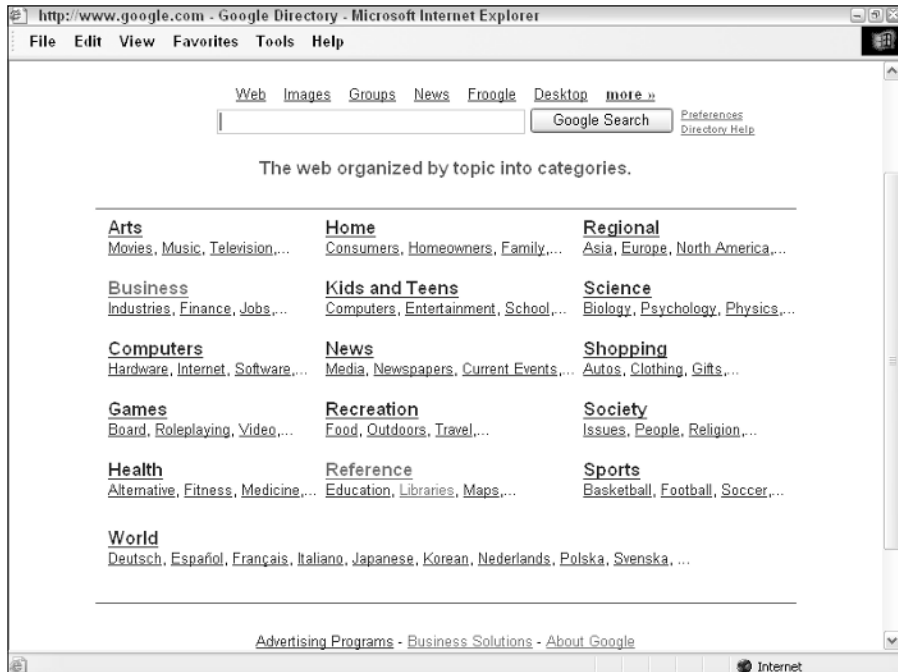 http://www.google.com - Google Directory - Microsoft Internet Explorer
File Edit View Favorites Tools Help
Web Images Groups News Froogle Desktop more »
Google Search
Preferences
Directory Help
The web organized by topic into categories.
Arts
Movies, Music, Television,...
Home
Consumers, Homeowners, Family,...
Regional
Asia, Europe, North America,...
Business
Industries, Finance, Jobs,...
Kids and Teens
Computers, Entertainment, School,...
Science
Biology, Psychology, Physics,...
Computers
Hardware, Internet, Software,...
News
Media, Newspapers, Current Events,...
Shopping
Autos, Clothing, Gifts,...
Games
Board, Roleplaying, Video,...
Recreation
Food, Outdoors, Travel,...
Society
Issues, People, Religion,...
Health
Alternative, Fitness, Medicine,...
Reference
Education, Libraries, Maps,...
Sports
Basketball, Football, Soccer,...
World
Deutsch, Español, Français, Italiano, Japanese, Korean, Nederlands, Polska, Svenska, ...
Advertising Programs - Business Solutions - About Google
Internet